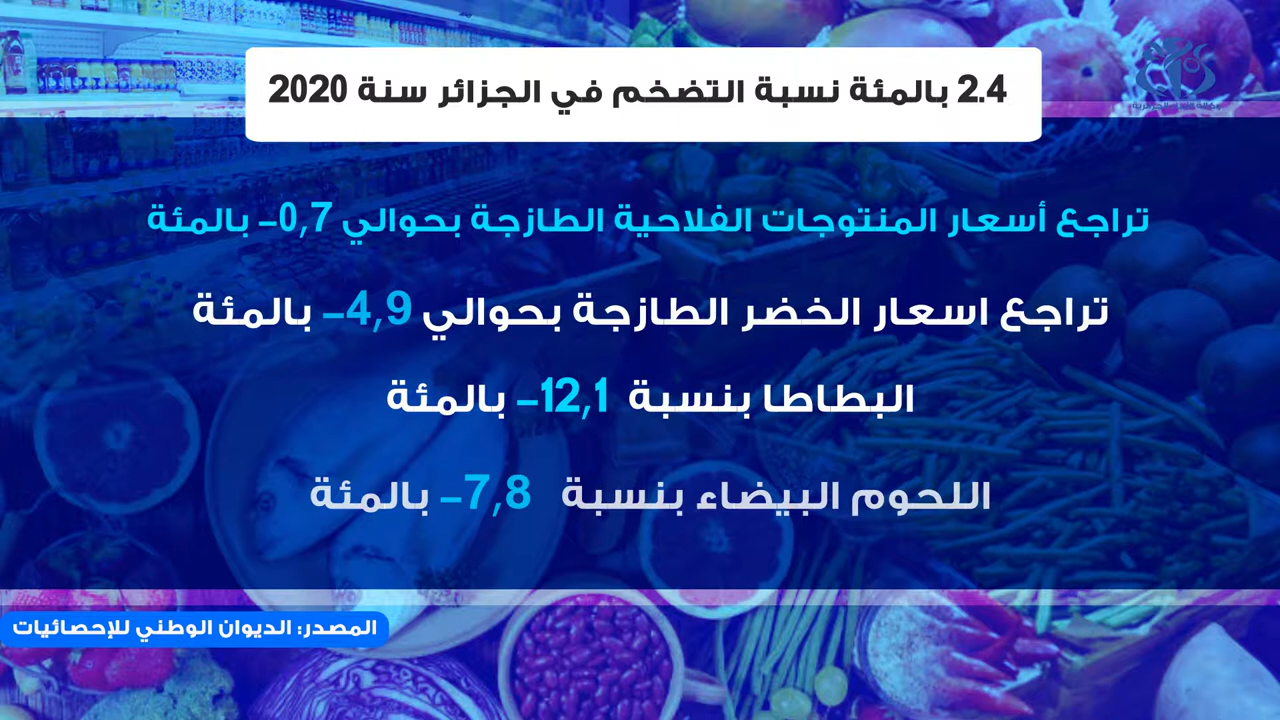 2.4 بالمئة نسبة التضخم في الجزائر سنة 2020
تراجع أسعار المنتوجات الفلاحية الطازجة بحوالي 0,7- بالمئة
تراجع اسعار الخضر الطازجة بحوالي 4,9- بالمئة
البطاطا بنسبة 12,1- بالمئة
اللحوم البيضاء بنسبة 7,8- بالمئة
المصدر: الديوان الوطني للإحصائيات